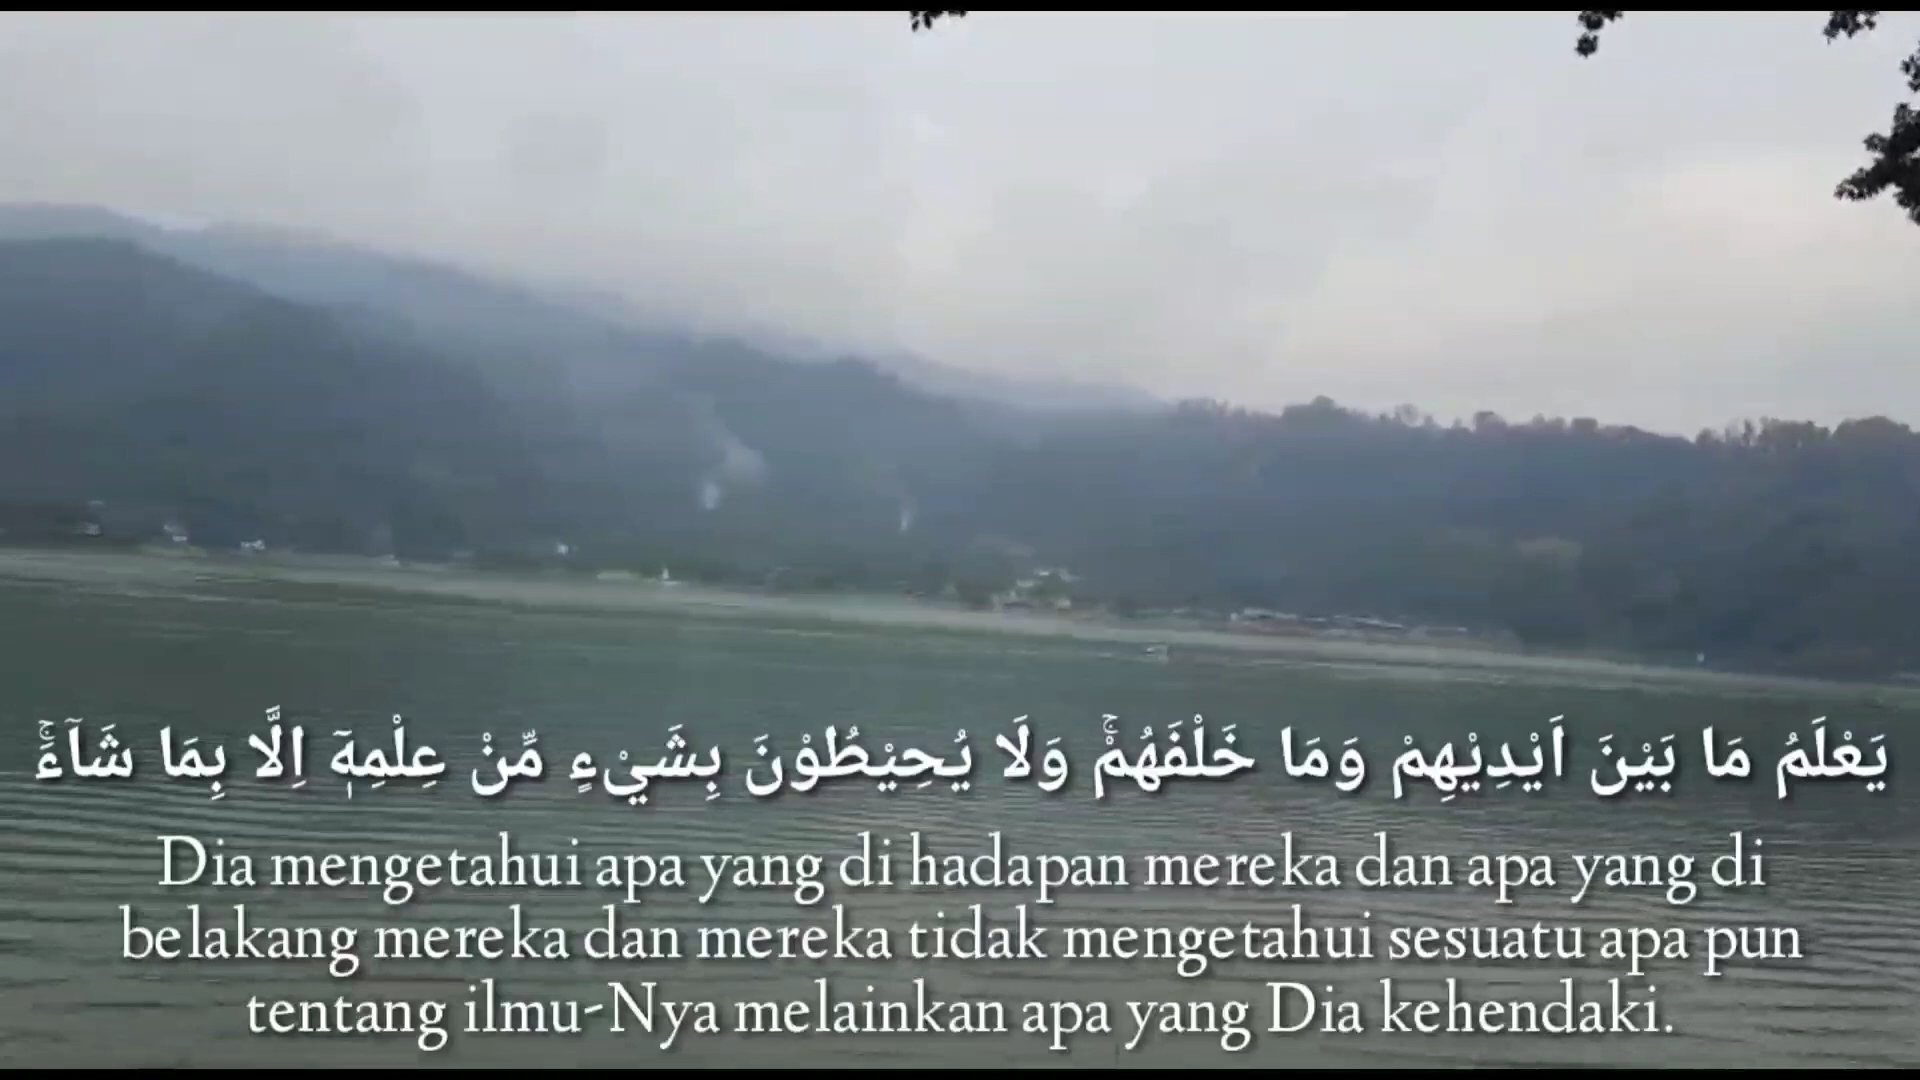 يَعْلَمُ مَا بَيْنَ اَيْدِيْهِمْ وَمَا خَلْفَهُمْۚ وَلَا يُحِيْطُوْنَ بِشَيْءٍ مِّنْ عِلْمِهٖٓ اِلَّا بِمَا شَاۤءَۚ
Dia mengetahui apa yang di hadapan mereka dan apa yang di
belakang mereka dan mereka tidak mengetahui sesuatu apa pun
tentang ilmu-Nya melainkan apa yang Dia kehendaki.